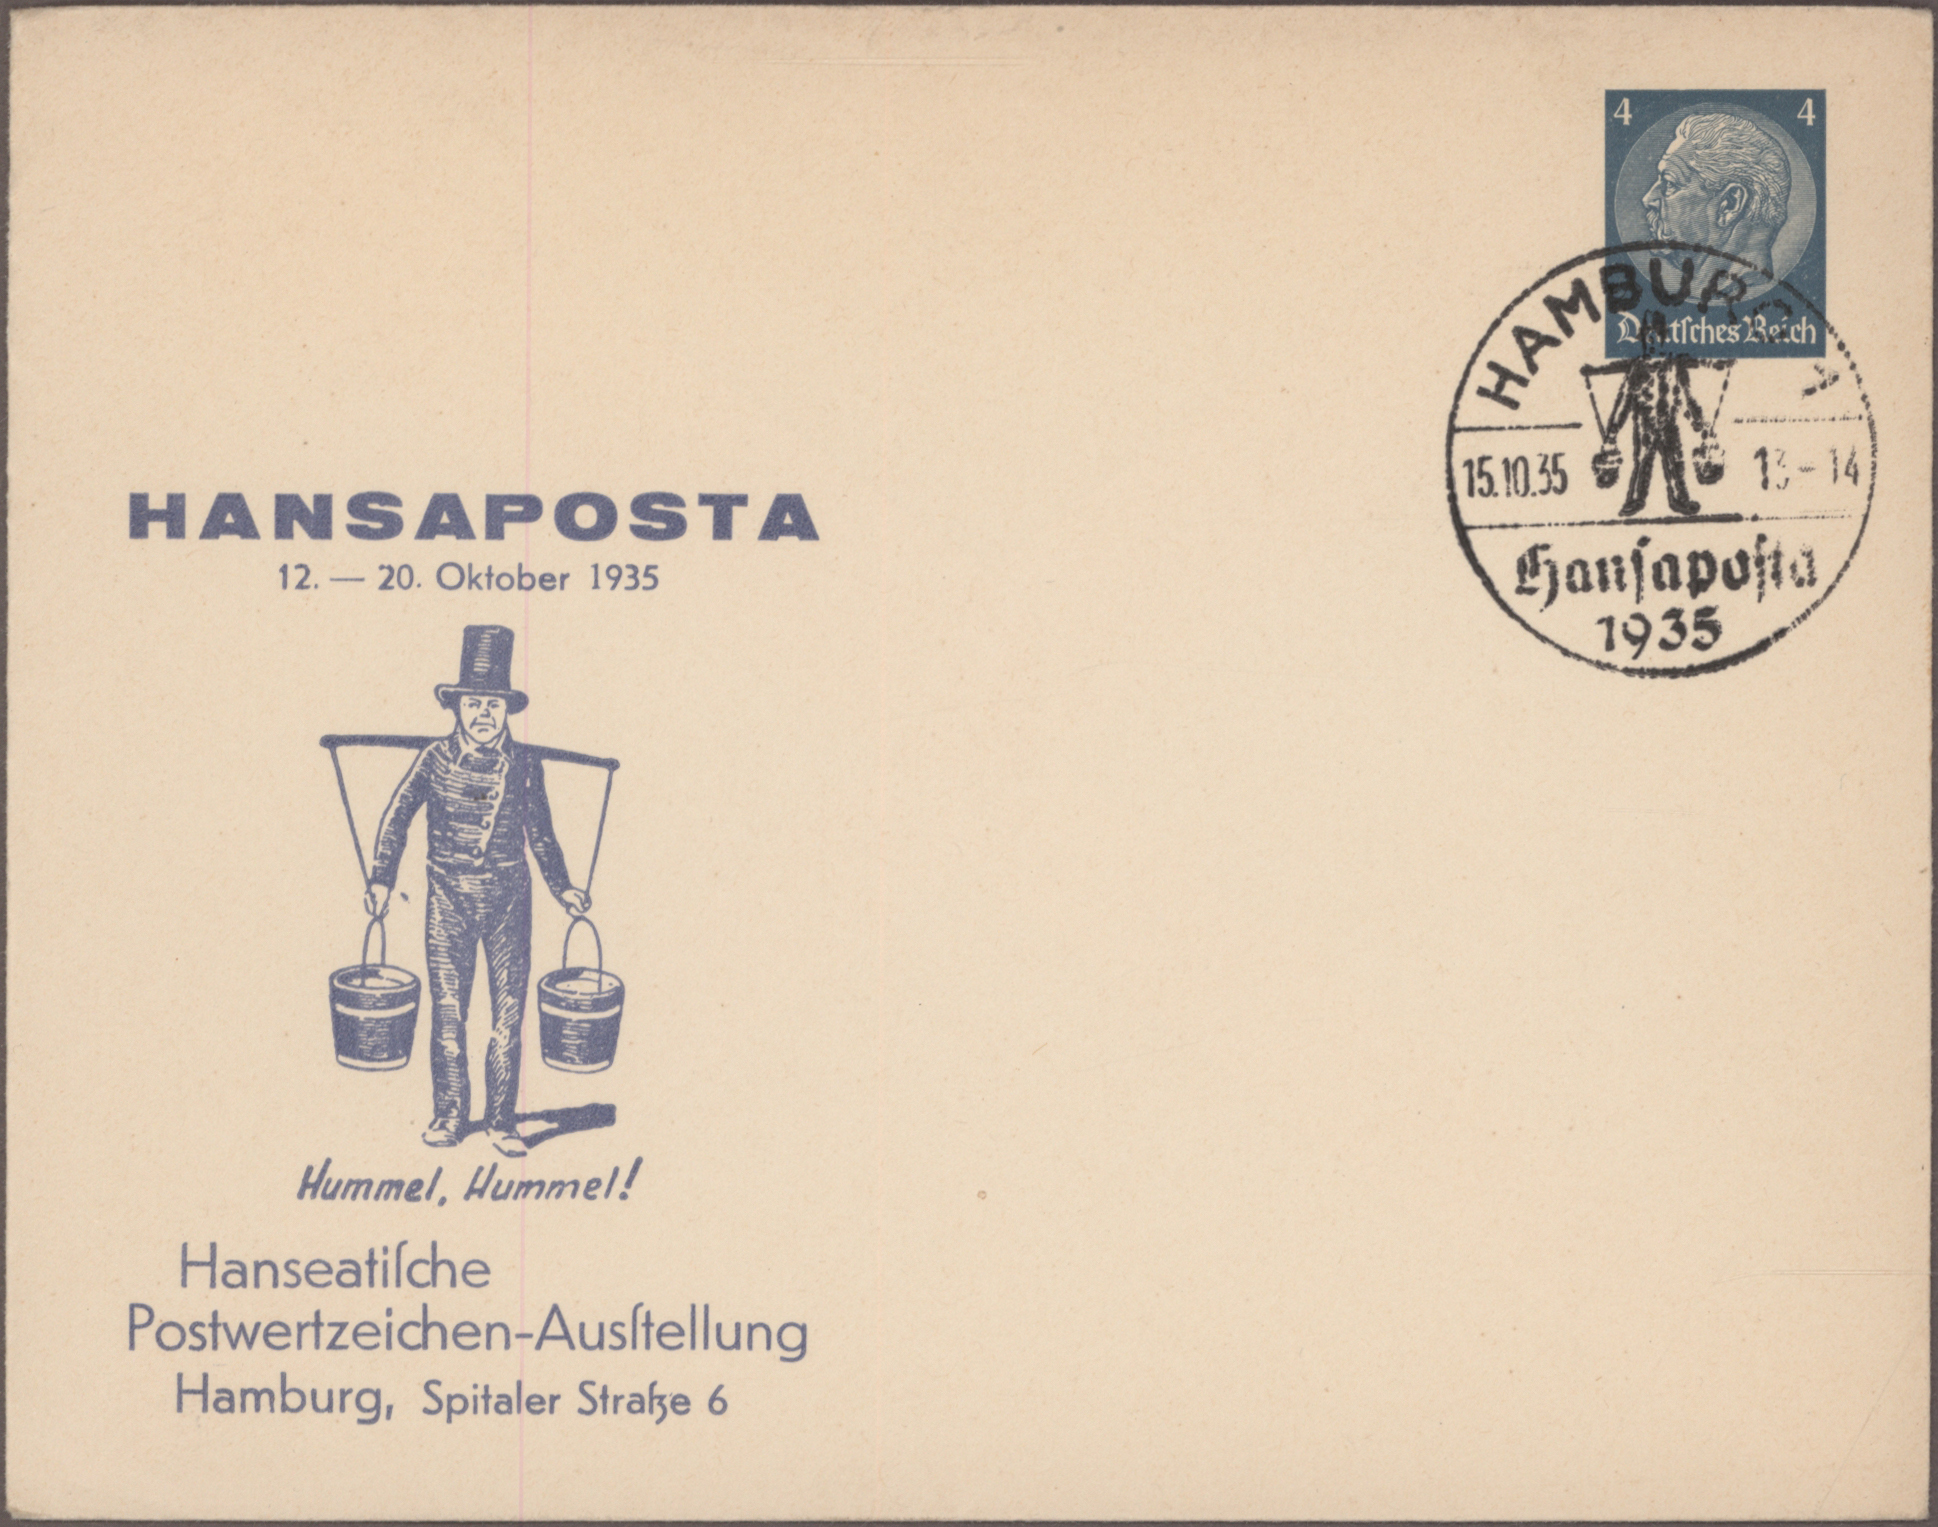 4 4
Deutſches Reich
HAMBURG
15.10.35 13-14
Hanſapoſta
1935
HANSAPOSTA
12. — 20. Oktober 1935
Hummel, Hummel!
Hanseatiſche
Postwertzeichen-Ausſtellung
Hamburg, Spitaler Straße 6